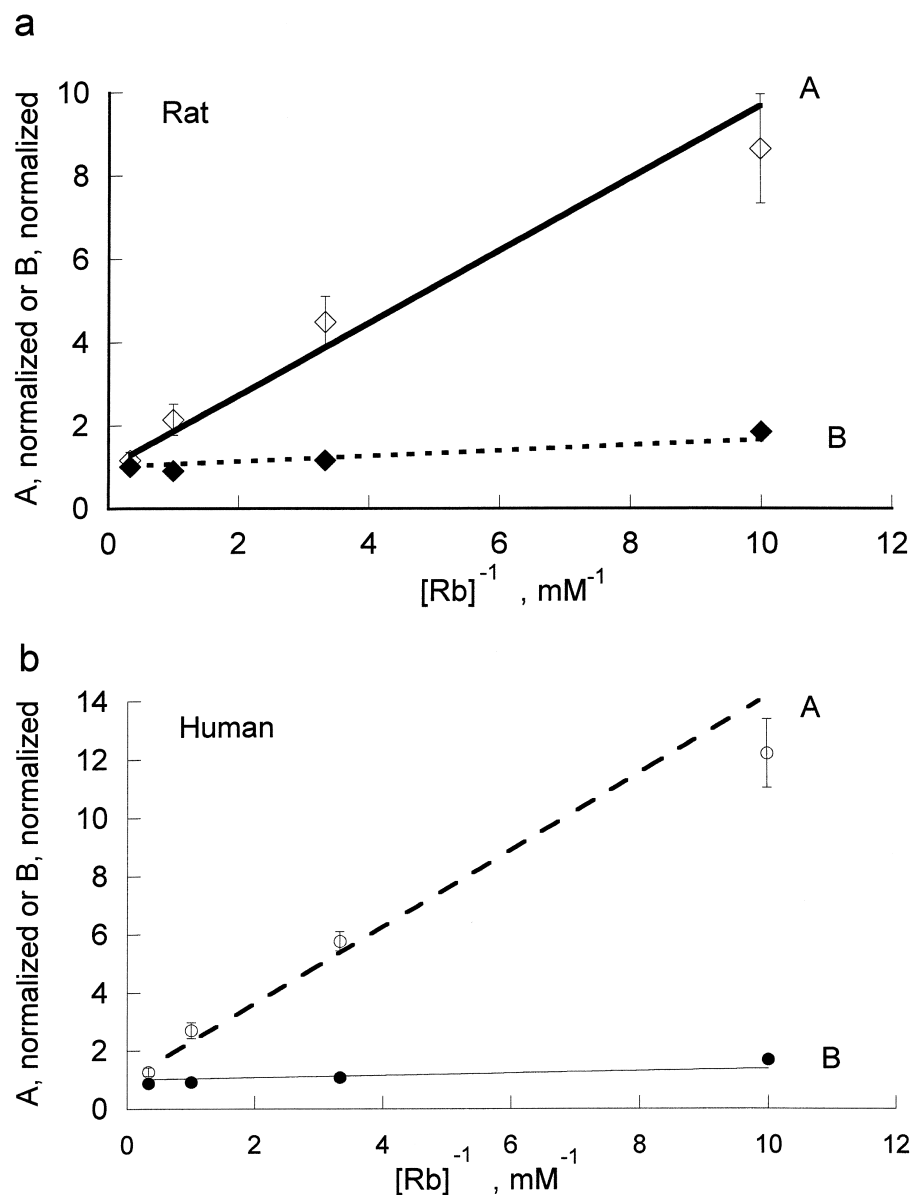 a
A, normalized or B, normalized
Rat
A
B
10
8
6
4
2
0
0 2 4 6 8 10 12
[Rb]⁻¹ , mM⁻¹
b
A, normalized or B, normalized
Human
A
B
14
12
10
8
6
4
2
0
0 2 4 6 8 10 12
[Rb]⁻¹ , mM⁻¹